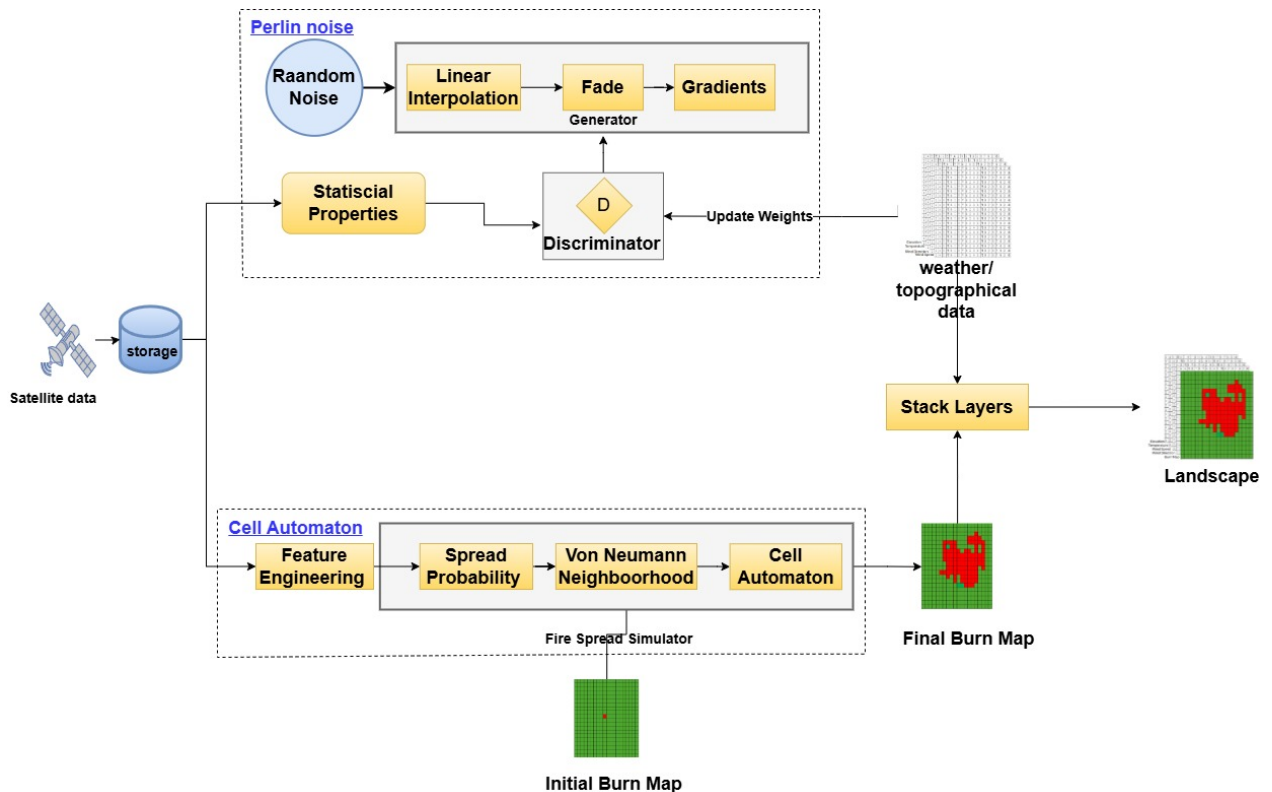 Perlin noise
Raandom
Noise
Linear
Interpolation
Fade
Gradients
Generator
Statiscial
Properties
D
Discriminator
Update Weights
weather/
topographical
data
Satellite data
storage
Stack Layers
Landscape
Cell Automaton
Feature
Engineering
Spread
Probability
Von Neumann
Neighboorhood
Cell
Automaton
Fire Spread Simulator
Final Burn Map
Initial Burn Map